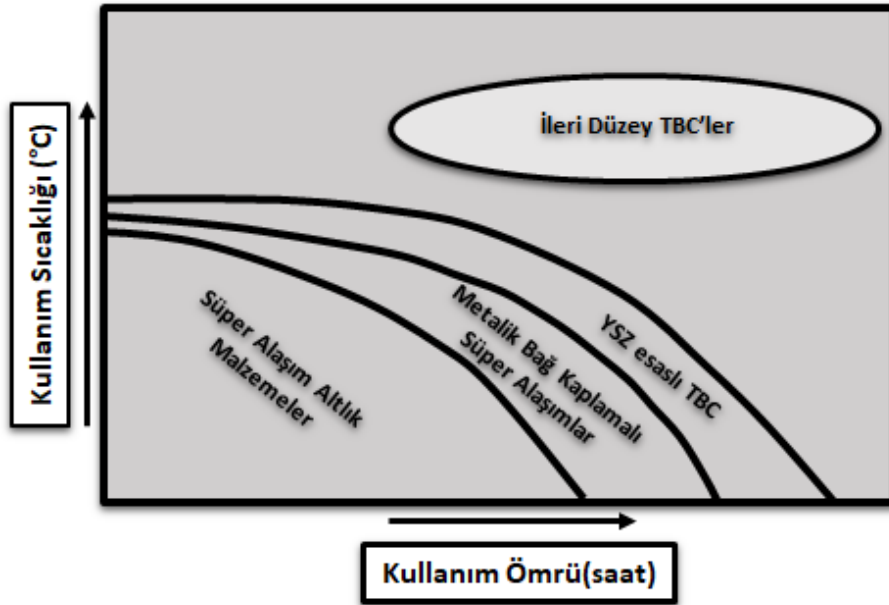 İleri Düzey TBC'ler
Kullanım Sıcaklığı (°C)
Süper Alaşım Altlık
Malzemeler
Metalik Bağ Kaplamalı
Süper Alaşımlar
YSZ esaslı TBC
Kullanım Ömrü(saat)